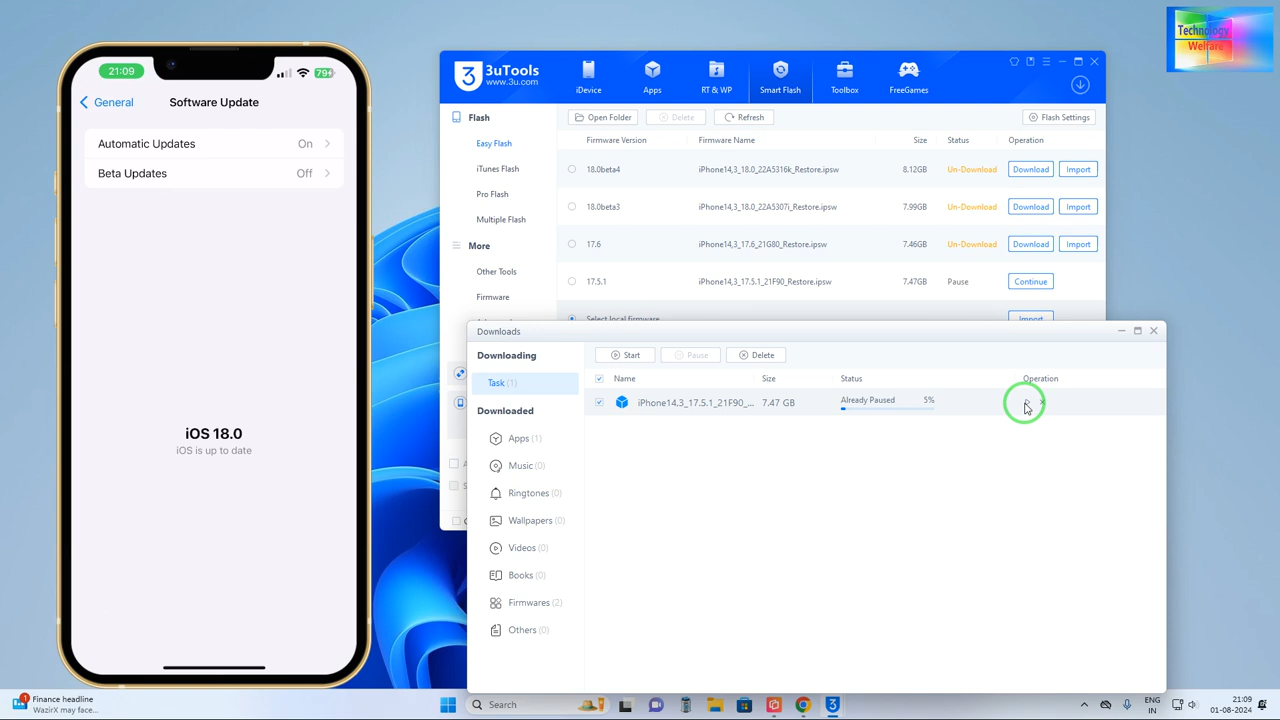 21:09
79
General
Software Update
Automatic Updates
On
Beta Updates
Off
iOS 18.0
iOS is up to date
3
3uTools
www.3u.com
iDevice
Apps
RT & WP
Smart Flash
Toolbox
FreeGames
Technology
Welfare
Flash
Easy Flash
iTunes Flash
Pro Flash
Multiple Flash
More
Other Tools
Firmware
Open Folder
Delete
Refresh
Flash Settings
Firmware Version
Firmware Name
Size
Status
Operation
18.0beta4
iPhone14,3_18.0_22A5316k_Restore.ipsw
8.12GB
Un-Download
Download
Import
18.0beta3
iPhone14,3_18.0_22A5307i_Restore.ipsw
7.99GB
Un-Download
Download
Import
17.6
iPhone14,3_17.6_21G80_Restore.ipsw
7.46GB
Un-Download
Download
Import
17.5.1
iPhone14,3_17.5.1_21F90_Restore.ipsw
7.47GB
Pause
Continue
Select local firmware
Import
Downloads
Downloading
Task (1)
Downloaded
Apps (1)
Music (0)
Ringtones (0)
Wallpapers (0)
Videos (0)
Books (0)
Firmwares (2)
Others (0)
Start
Pause
Delete
Name
Size
Status
Operation
iPhone14,3_17.5.1_21F90_...
7.47 GB
Already Paused
5%
1
Finance headline
WazirX may face...
Search
3
ENG
IN
21:09
01-08-2024